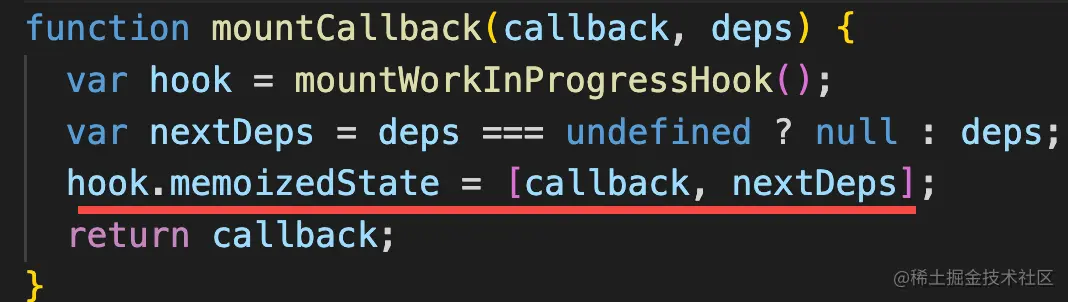 function mountCallback(callback, deps) {
  var hook = mountWorkInProgressHook();
  var nextDeps = deps === undefined ? null : deps;
  hook.memoizedState = [callback, nextDeps];
  return callback;
}
@稀土掘金技术社区